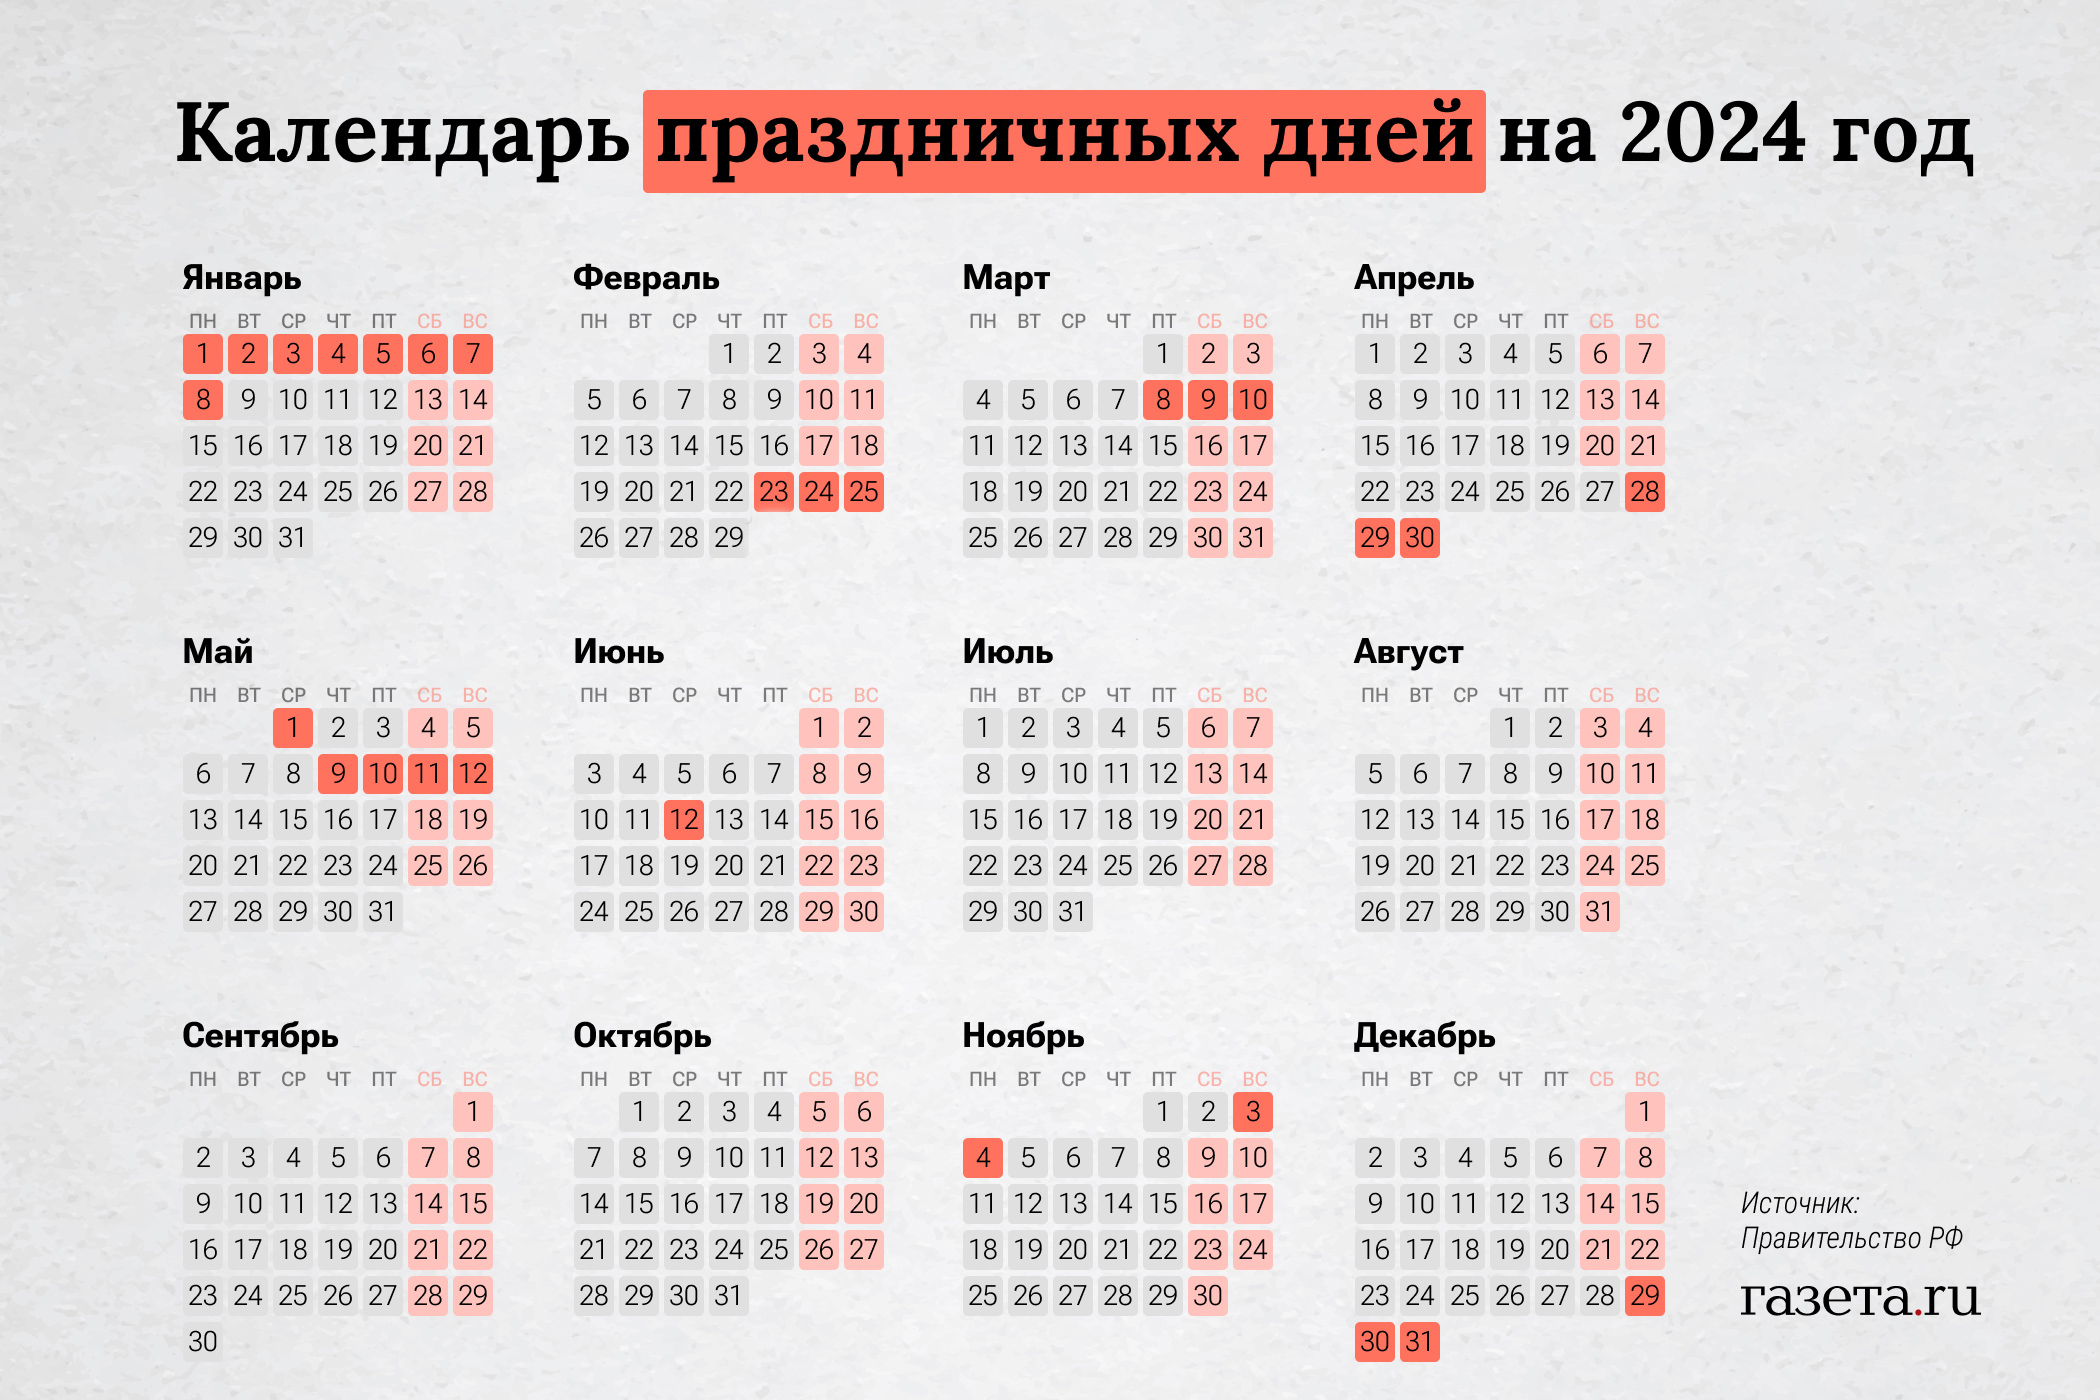 Календарь праздничных дней на 2024 год
Январь
ПН ВТ СР ЧТ ПТ СБ ВС
1 2 3 4 5 6 7
8 9 10 11 12 13 14
15 16 17 18 19 20 21
22 23 24 25 26 27 28
29 30 31
Февраль
ПН ВТ СР ЧТ ПТ СБ ВС
1 2 3 4
5 6 7 8 9 10 11
12 13 14 15 16 17 18
19 20 21 22 23 24 25
26 27 28 29
Март
ПН ВТ СР ЧТ ПТ СБ ВС
1 2 3
4 5 6 7 8 9 10
11 12 13 14 15 16 17
18 19 20 21 22 23 24
25 26 27 28 29 30 31
Апрель
ПН ВТ СР ЧТ ПТ СБ ВС
1 2 3 4 5 6 7
8 9 10 11 12 13 14
15 16 17 18 19 20 21
22 23 24 25 26 27 28
29 30
Май
ПН ВТ СР ЧТ ПТ СБ ВС
1 2 3 4 5
6 7 8 9 10 11 12
13 14 15 16 17 18 19
20 21 22 23 24 25 26
27 28 29 30 31
Июнь
ПН ВТ СР ЧТ ПТ СБ ВС
1 2
3 4 5 6 7 8 9
10 11 12 13 14 15 16
17 18 19 20 21 22 23
24 25 26 27 28 29 30
Июль
ПН ВТ СР ЧТ ПТ СБ ВС
1 2 3 4 5 6 7
8 9 10 11 12 13 14
15 16 17 18 19 20 21
22 23 24 25 26 27 28
29 30 31
Август
ПН ВТ СР ЧТ ПТ СБ ВС
1 2 3 4
5 6 7 8 9 10 11
12 13 14 15 16 17 18
19 20 21 22 23 24 25
26 27 28 29 30 31
Сентябрь
ПН ВТ СР ЧТ ПТ СБ ВС
1
2 3 4 5 6 7 8
9 10 11 12 13 14 15
16 17 18 19 20 21 22
23 24 25 26 27 28 29
30
Октябрь
ПН ВТ СР ЧТ ПТ СБ ВС
1 2 3 4 5 6
7 8 9 10 11 12 13
14 15 16 17 18 19 20
21 22 23 24 25 26 27
28 29 30 31
Ноябрь
ПН ВТ СР ЧТ ПТ СБ ВС
1 2 3
4 5 6 7 8 9 10
11 12 13 14 15 16 17
18 19 20 21 22 23 24
25 26 27 28 29 30
Декабрь
ПН ВТ СР ЧТ ПТ СБ ВС
1
2 3 4 5 6 7 8
9 10 11 12 13 14 15
16 17 18 19 20 21 22
23 24 25 26 27 28 29
30 31
Источник:
Правительство РФ
газета.ru